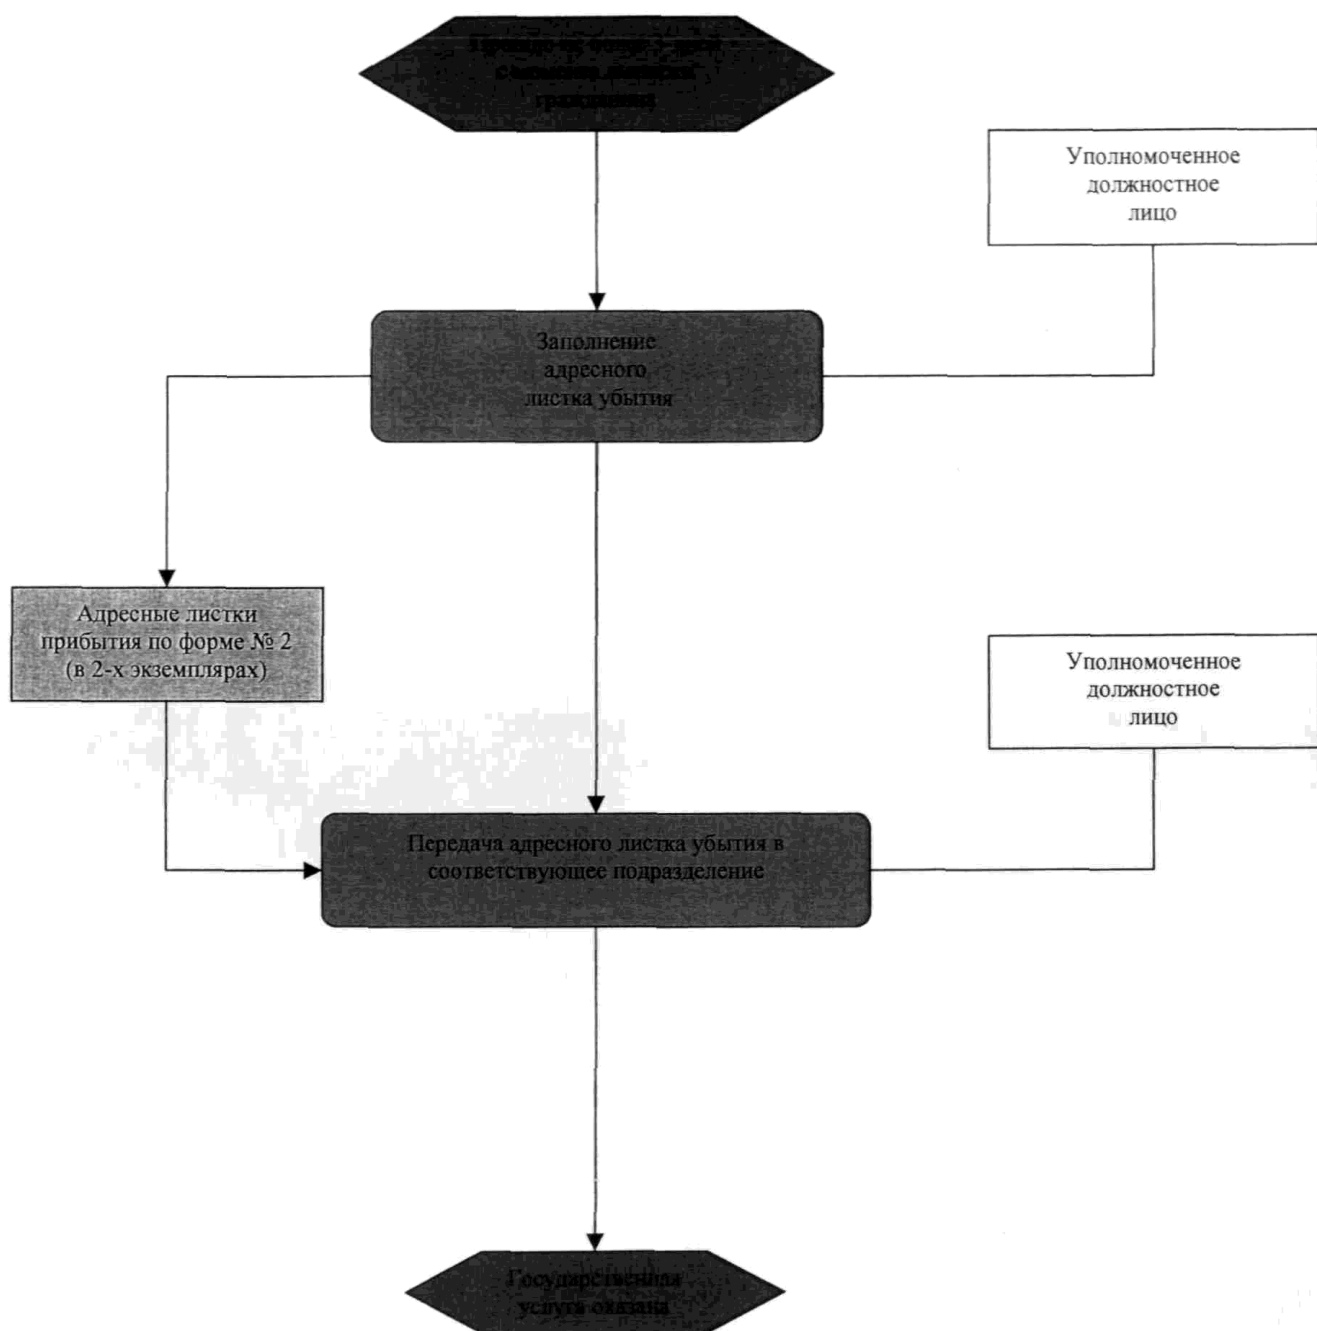 гражданина
Уполномоченное
должностное
лицо
Заполнение
адресного
листка убытия
Адресные листки
прибытия по форме № 2
(в 2-х экземплярах)
Уполномоченное
должностное
лицо
Передача адресного листка убытия в
соответствующее подразделение
Государственная
услуга оказана